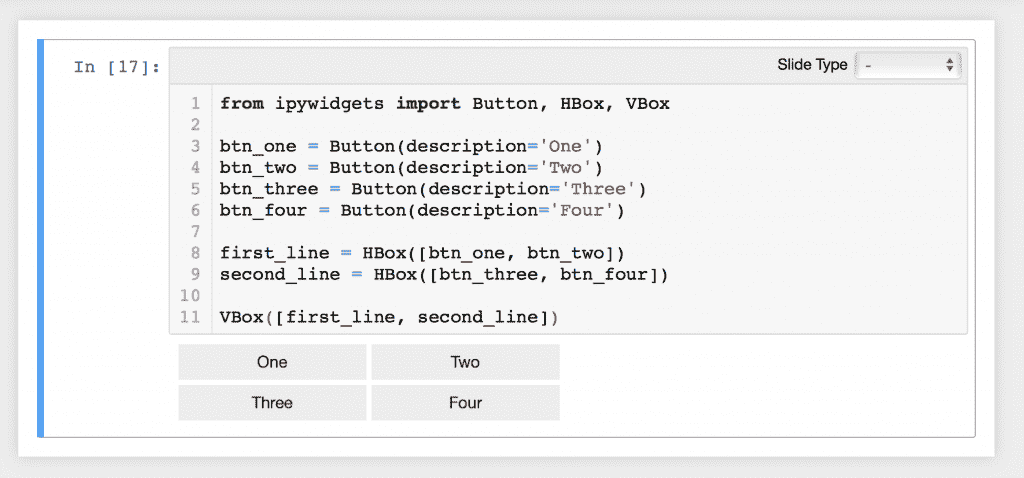 In [17]:
Slide Type -
1 from ipywidgets import Button, HBox, VBox
2
3 btn_one = Button(description='One')
4 btn_two = Button(description='Two')
5 btn_three = Button(description='Three')
6 btn_four = Button(description='Four')
7
8 first_line = HBox([btn_one, btn_two])
9 second_line = HBox([btn_three, btn_four])
10
11 VBox([first_line, second_line])
One Two
Three Four